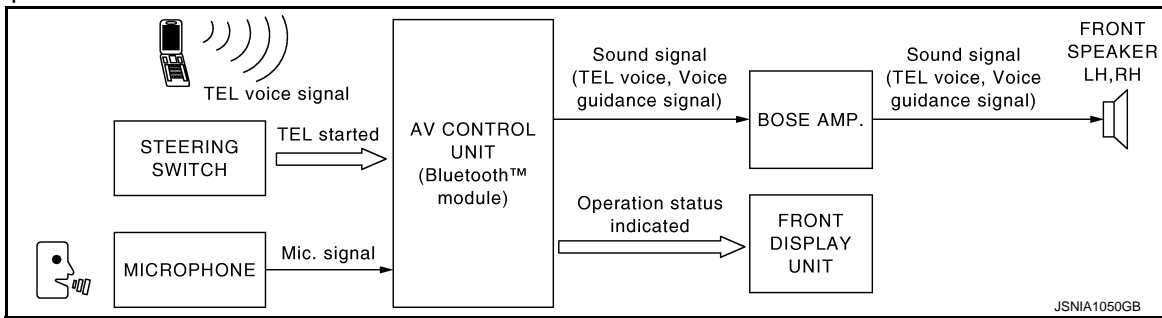 TEL voice signal
STEERING
SWITCH
TEL started
MICROPHONE
Mic. signal
AV CONTROL
UNIT
(Bluetooth™
module)
Sound signal
(TEL voice, Voice
guidance signal)
BOSE AMP.
Sound signal
(TEL voice, Voice
guidance signal)
FRONT
SPEAKER
LH,RH
Operation status
indicated
FRONT
DISPLAY
UNIT
JSNIA1050GB